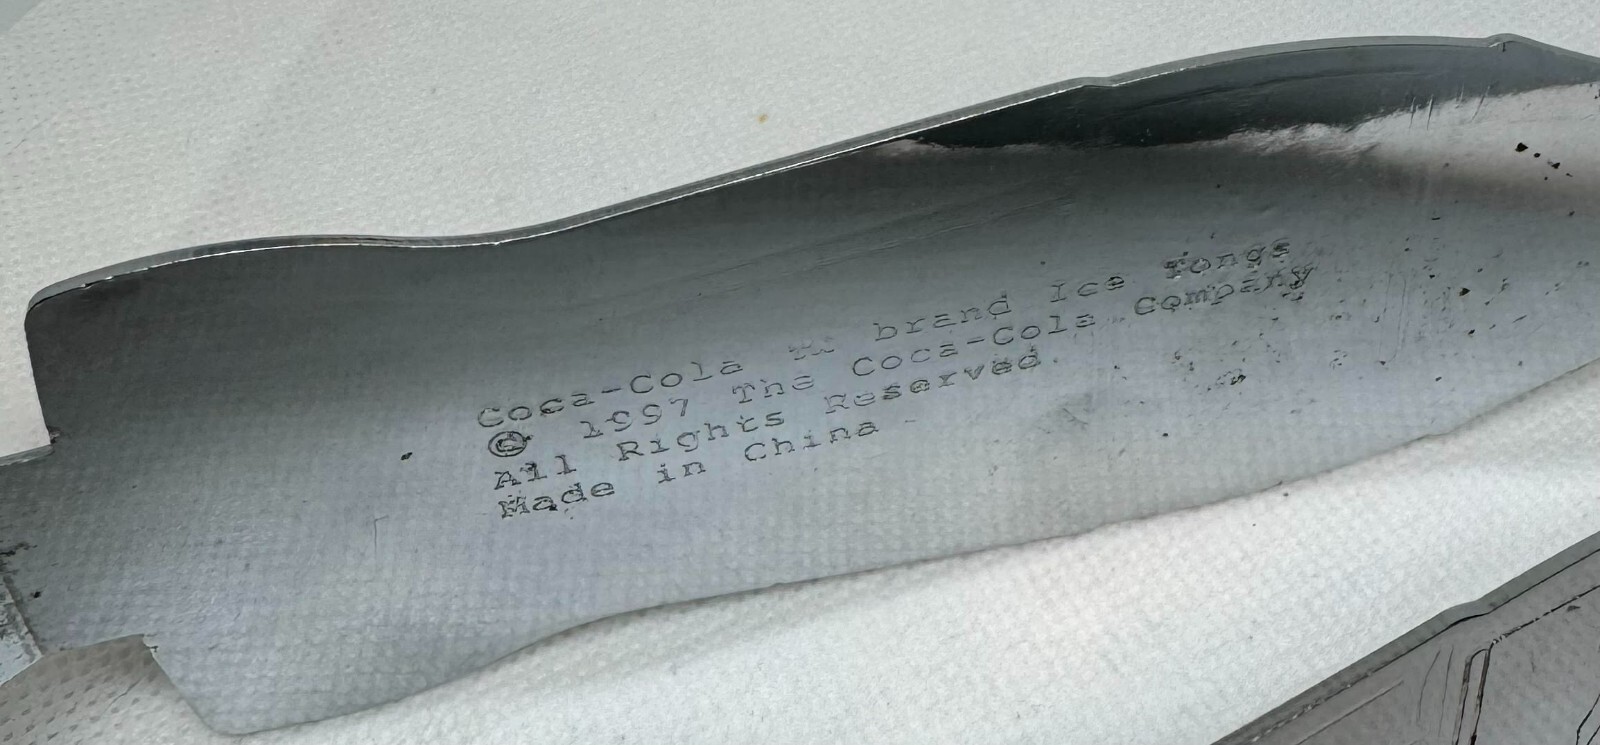 Coca-Cola TM brand Ice Tongs
© 1997 The Coca-Cola Company
All Rights Reserved.
Made in China